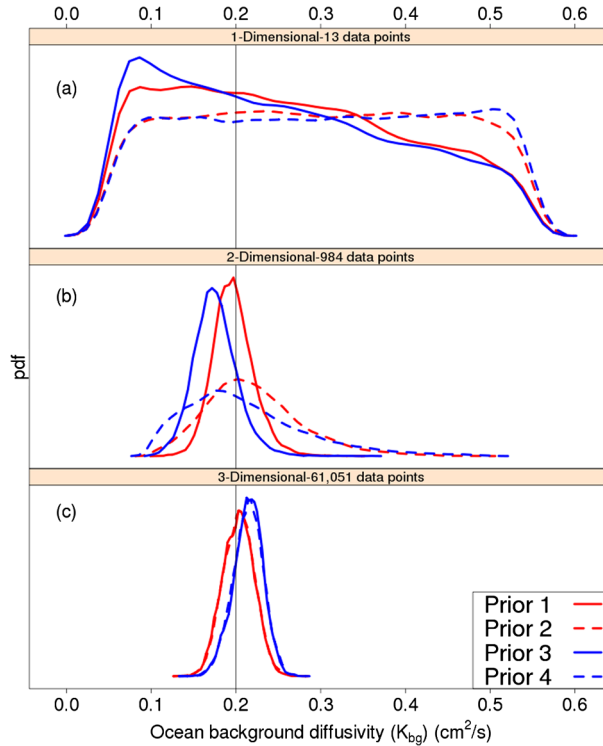 0.0 0.1 0.2 0.3 0.4 0.5 0.6
1-Dimensional-13 data points
(a)
2-Dimensional-984 data points
(b)
pdf
3-Dimensional-61,051 data points
(c)
Prior 1
Prior 2
Prior 3
Prior 4
0.0 0.1 0.2 0.3 0.4 0.5 0.6
Ocean background diffusivity (K_bg) (cm²/s)